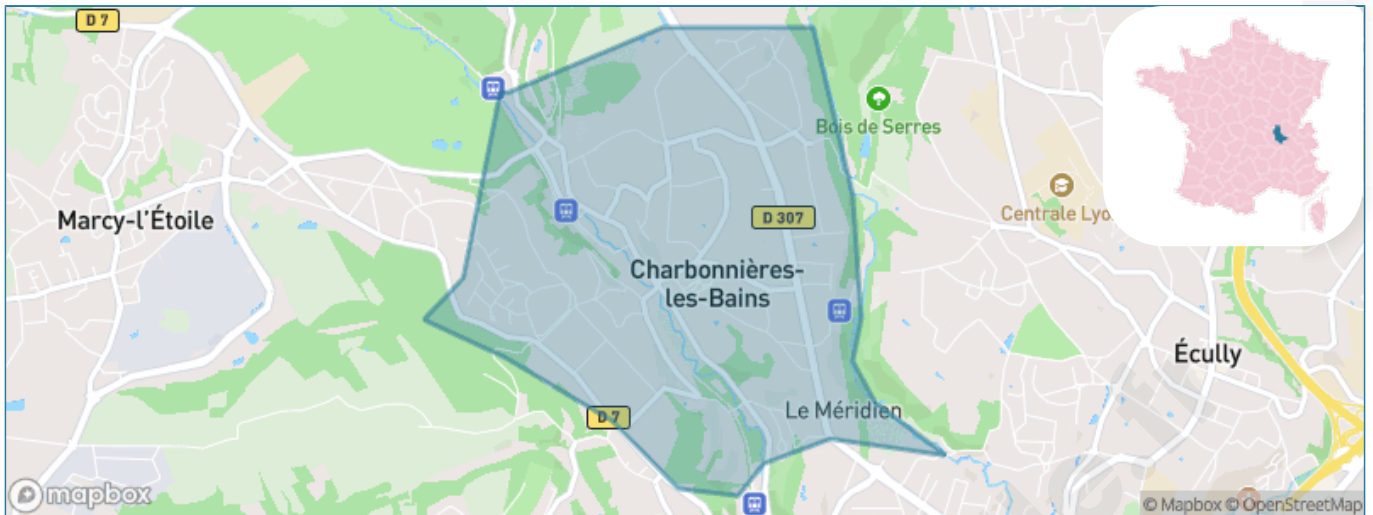 D 7
Bois de Serres
Marcy-l'Étoile
D 307
Centrale Lyo
Charbonnières-
les-Bains
Écully
Le Méridien
D 7
mapbox
© Mapbox © OpenStreetMap